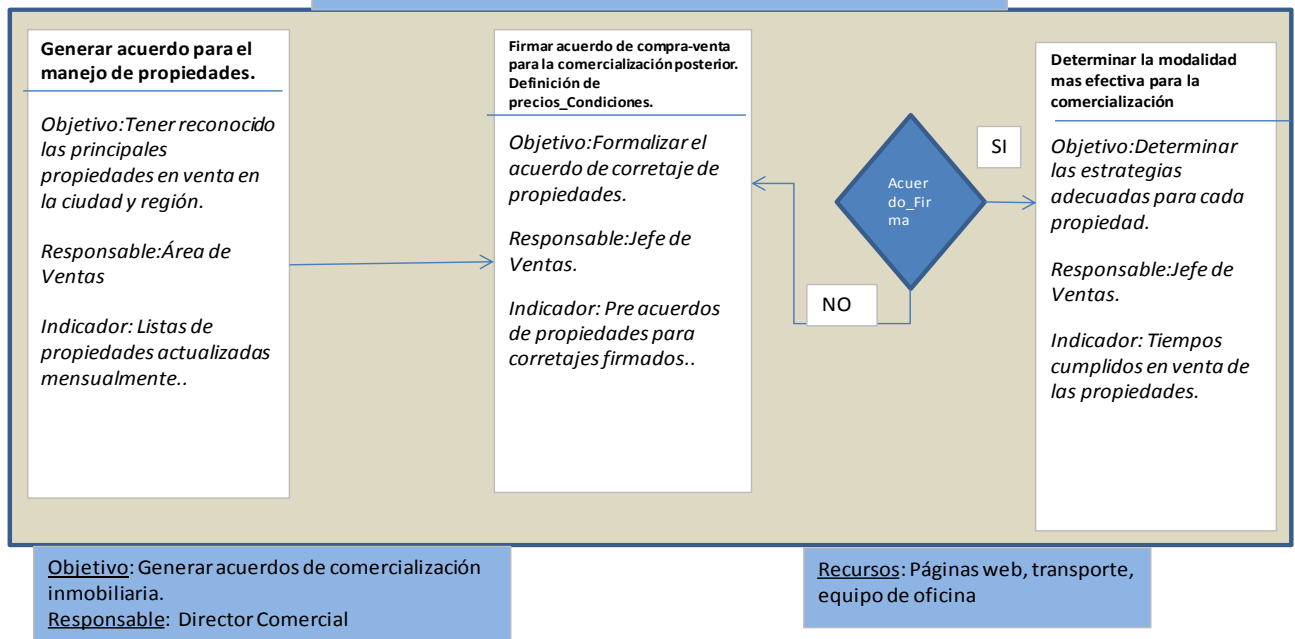 Generar acuerdo para el
manejo de propiedades.
Objetivo:Tener reconocido
las principales
propiedades en venta en
la ciudad y región.
Responsable:Área de
Ventas
Indicador: Listas de
propiedades actualizadas
mensualmente..
Firmar acuerdo de compra-venta
para la comercialización posterior.
Definición de
precios_Condiciones.
Objetivo:Formalizar el
acuerdo de corretaje de
propiedades.
Responsable:Jefe de
Ventas.
Indicador: Pre acuerdos
de propiedades para
corretajes firmados..
Acuer
do_Fir
ma
SI
NO
Determinar la modalidad
mas efectiva para la
comercialización
Objetivo:Determinar
las estrategias
adecuadas para cada
propiedad.
Responsable:Jefe de
Ventas.
Indicador: Tiempos
cumplidos en venta de
las propiedades.
Objetivo: Generar acuerdos de comercialización
inmobiliaria.
Responsable: Director Comercial
Recursos: Páginas web, transporte,
equipo de oficina